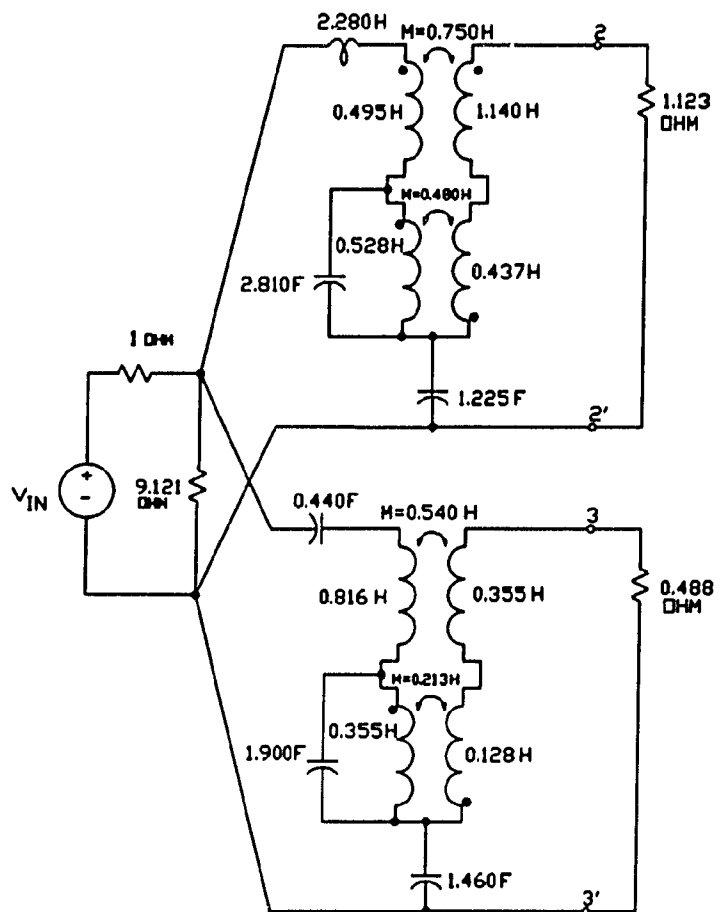 2.280H
M=0.750H
2
0.495H
1.140H
1.123
OHM
M=0.480H
0.528H
0.437H
2.810F
1 OHM
1.225F
2'
+
-
VIN
9.121
OHM
0.440F
M=0.540 H
3
0.816 H
0.355H
0.488
OHM
M=0.213H
0.355H
1.900F
0.128H
1.460F
3'